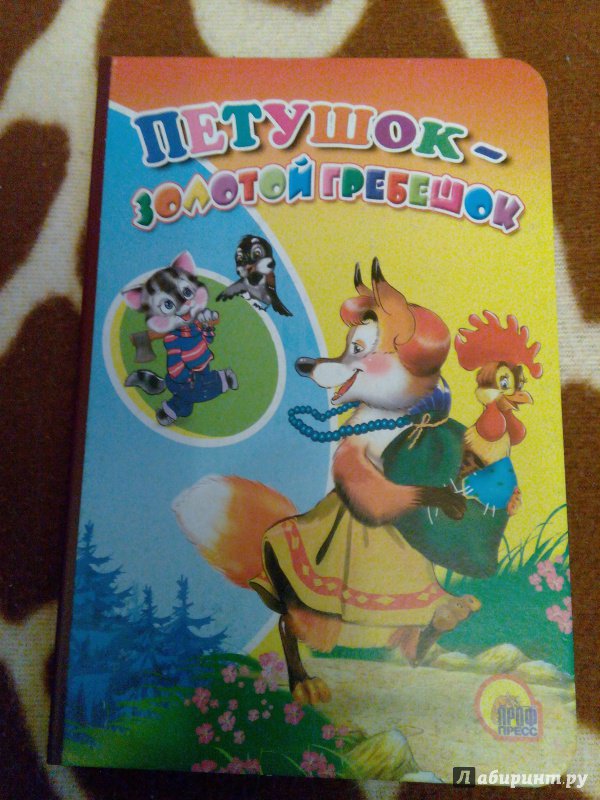 ПЕТУШОК -
ЗОЛОТОЙ ГРЕБЕШОК
ПРОФ
ПРЕСС
Лабиринт.ру